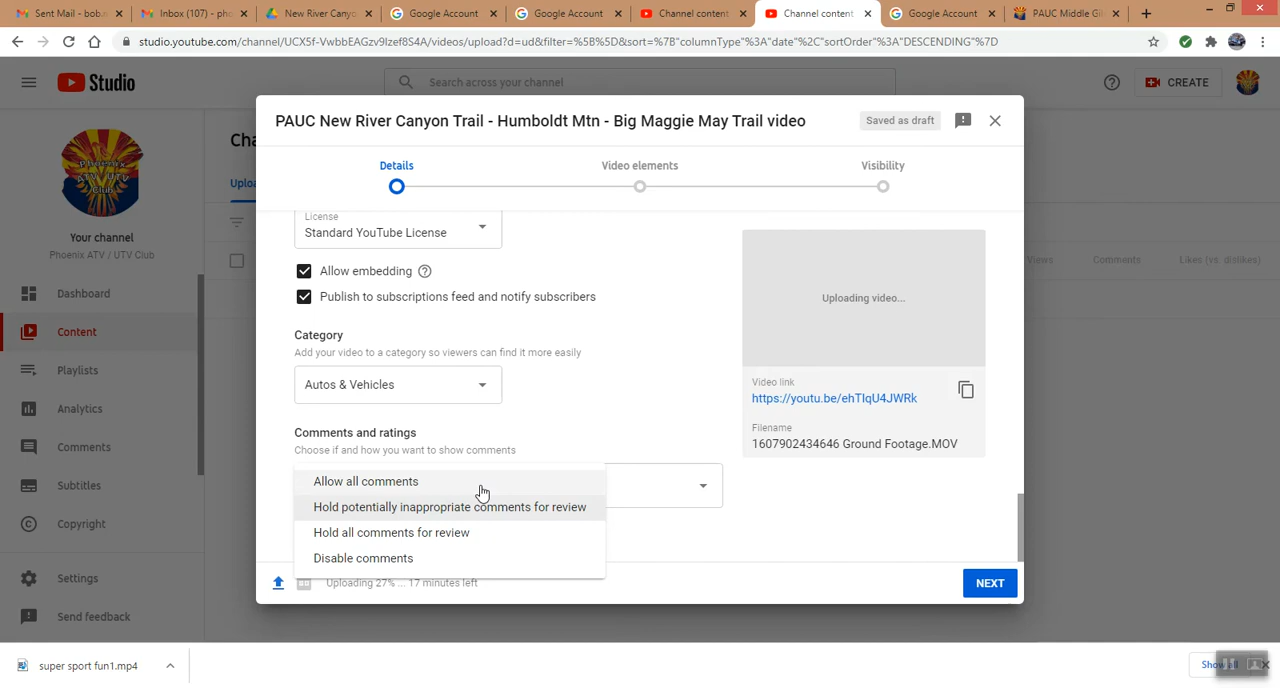 Sent Mail - boba
Inbox (107) - pho
New River Canyo
Google Account
Google Account
Channel content
Channel content
Google Account
PAUC Middle Gil
studio.youtube.com/channel/UCX5f-VwbbEAGzv9Izef8S4A/videos/upload?d=ud&filter=%5B%5D&sort=%7B"columnType"%3A"date"%2C"sortOrder"%3A"DESCENDING"%7D
Studio
Search across your channel
CREATE
Your channel
Phoenix ATV / UTV Club
Dashboard
Content
Playlists
Analytics
Comments
Subtitles
Copyright
Settings
Send feedback
Cha
Uploa
Views
Comments
Likes (vs. dislikes)
PAUC New River Canyon Trail - Humboldt Mtn - Big Maggie May Trail video
Saved as draft
Details
Video elements
Visibility
License
Standard YouTube License
Allow embedding
Publish to subscriptions feed and notify subscribers
Category
Add your video to a category so viewers can find it more easily
Autos & Vehicles
Comments and ratings
Choose if and how you want to show comments
Allow all comments
Hold potentially inappropriate comments for review
Hold all comments for review
Disable comments
Uploading video...
Video link
https://youtu.be/ehTIqU4JWRk
Filename
1607902434646 Ground Footage.MOV
Uploading 27% ... 17 minutes left
NEXT
super sport fun1.mp4
Show all